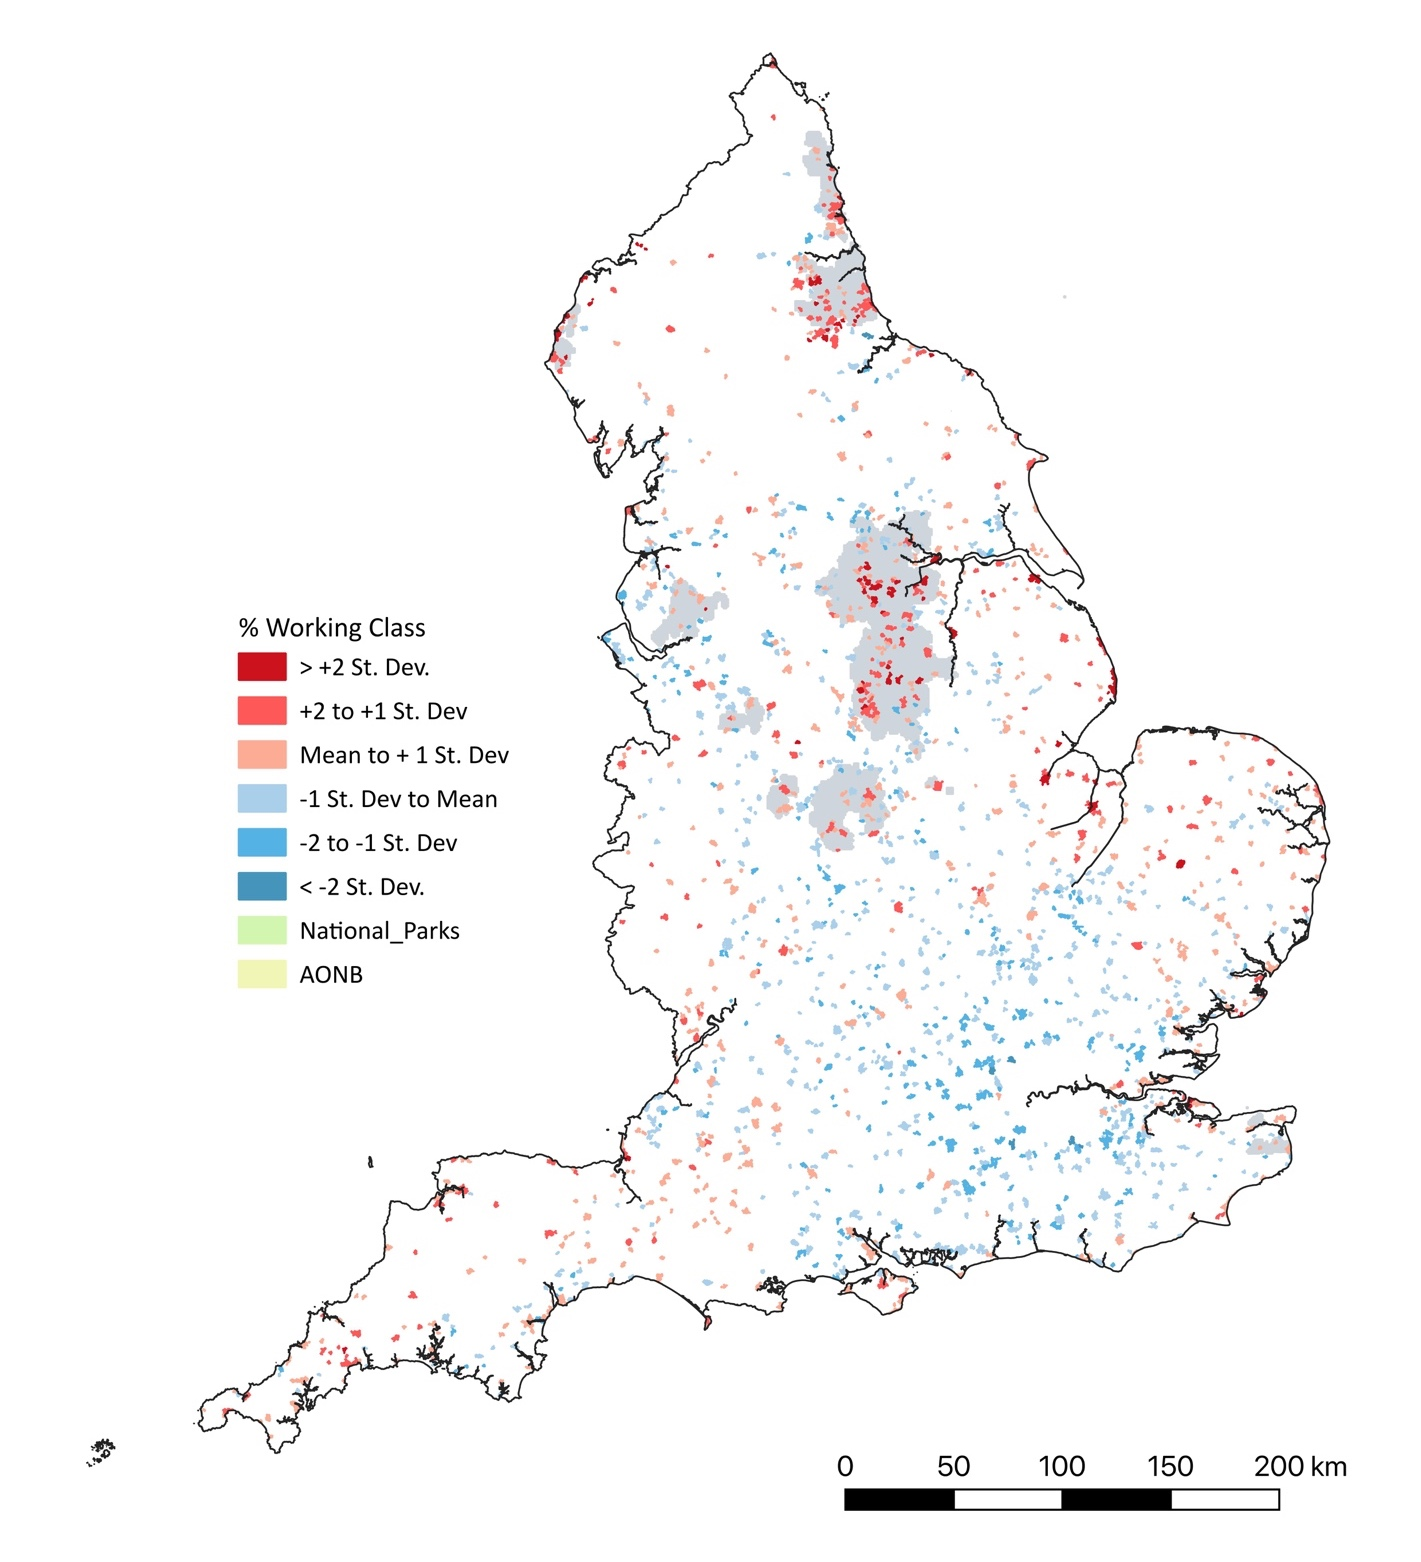 % Working Class
> +2 St. Dev.
+2 to +1 St. Dev
Mean to + 1 St. Dev
-1 St. Dev to Mean
-2 to -1 St. Dev
< -2 St. Dev.
National_Parks
AONB
0 50 100 150 200 km